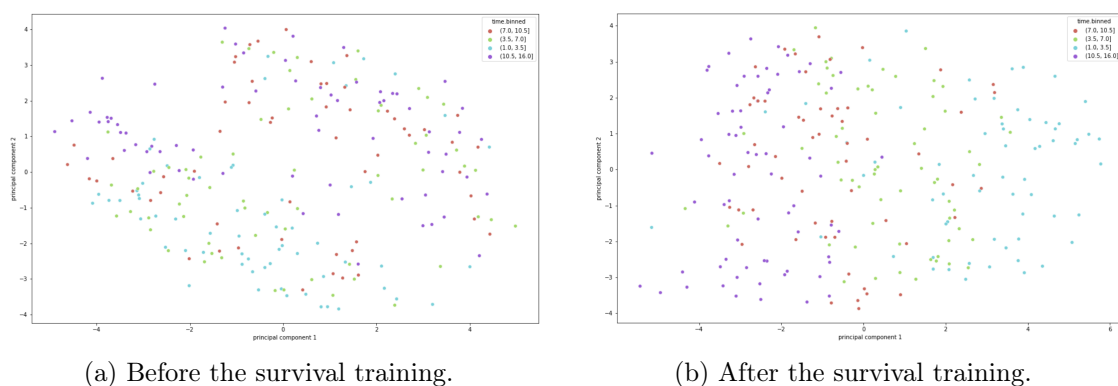 time.binned
(7.0, 10.5]
(3.5, 7.0]
(1.0, 3.5]
(10.5, 16.0]
4
3
2
1
0
−1
−2
−3
−4
principal component 2
−4 −2 0 2 4
principal component 1
(a) Before the survival training.
time.binned
(7.0, 10.5]
(3.5, 7.0]
(1.0, 3.5]
(10.5, 16.0]
4
3
2
1
0
−1
−2
−3
−4
principal component 2
−4 −2 0 2 4 6
principal component 1
(b) After the survival training.